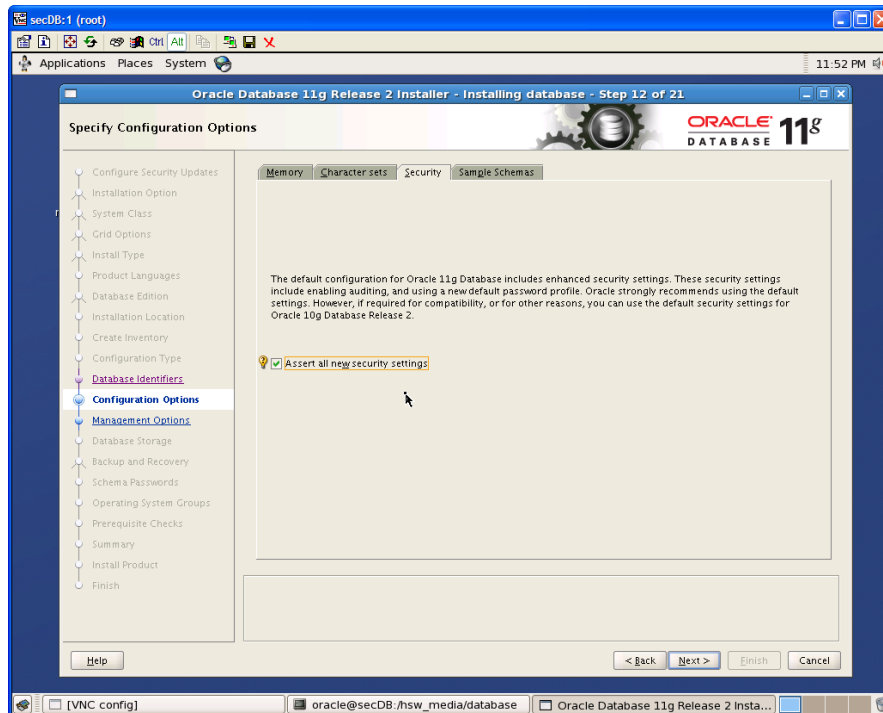 secDB:1 (root)
Ctrl Alt
Applications Places System
11:52 PM
Oracle Database 11g Release 2 Installer - Installing database - Step 12 of 21
Specify Configuration Options
ORACLE
DATABASE
11g
Configure Security Updates
Installation Option
System Class
Grid Options
Install Type
Product Languages
Database Edition
Installation Location
Create Inventory
Configuration Type
Database Identifiers
Configuration Options
Management Options
Database Storage
Backup and Recovery
Schema Passwords
Operating System Groups
Prerequisite Checks
Summary
Install Product
Finish
Memory Character sets Security Sample Schemas
The default configuration for Oracle 11g Database includes enhanced security settings. These security settings
include enabling auditing, and using a new default password profile. Oracle strongly recommends using the default
settings. However, if required for compatibility, or for other reasons, you can use the default security settings for
Oracle 10g Database Release 2.
Assert all new security settings
Help
< Back Next > Finish Cancel
[VNC config]
oracle@secDB:/hsw_media/database
Oracle Database 11g Release 2 Insta...